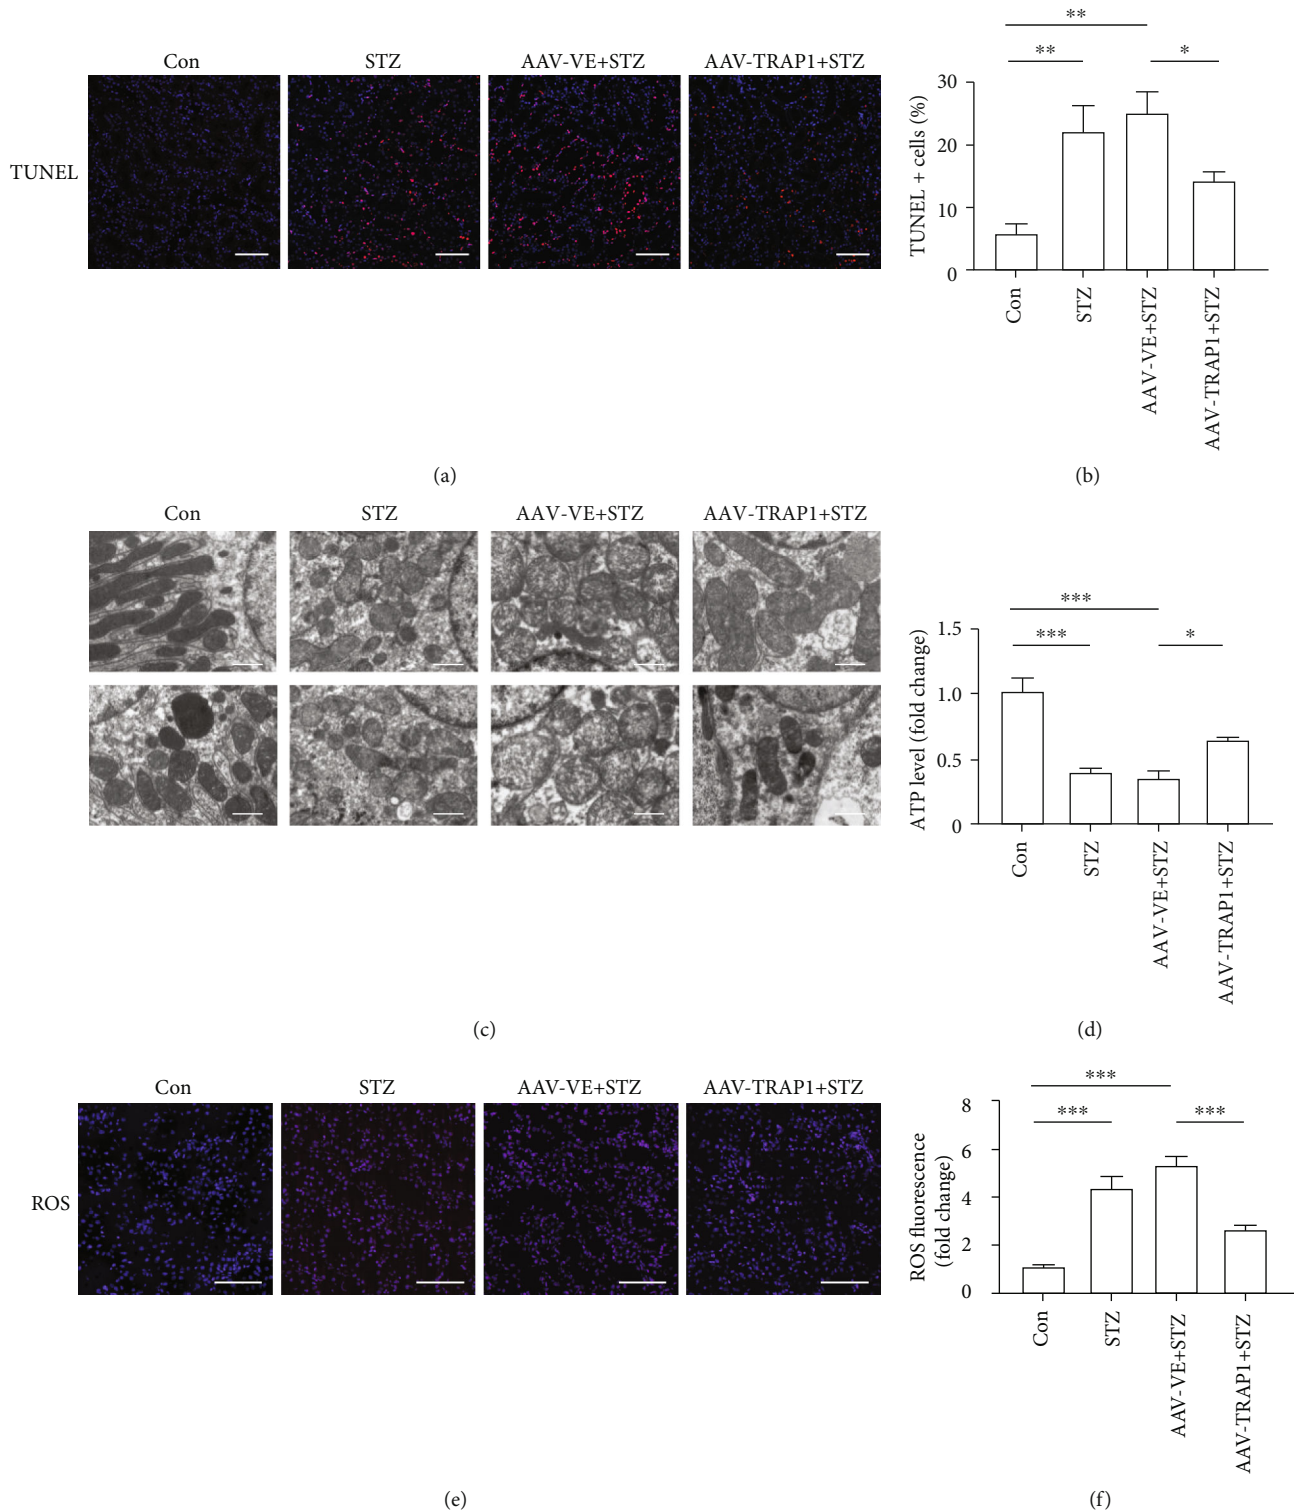 Con STZ AAV-VE+STZ AAV-TRAP1+STZ
TUNEL
(a)
** 
** *
TUNEL + cells (%)
30
20
10
0
Con
STZ
AAV-VE+STZ
AAV-TRAP1+STZ
(b)
Con STZ AAV-VE+STZ AAV-TRAP1+STZ
(c)
***
*** *
ATP level (fold change)
1.5
1.0
0.5
0
Con
STZ
AAV-VE+STZ
AAV-TRAP1+STZ
(d)
Con STZ AAV-VE+STZ AAV-TRAP1+STZ
ROS
(e)
***
*** ***
ROS fluorescence
(fold change)
8
6
4
2
0
Con
STZ
AAV-VE+STZ
AAV-TRAP1+STZ
(f)